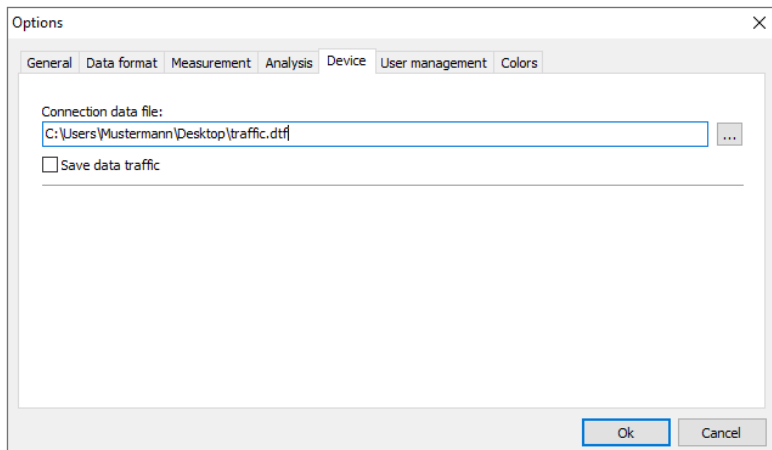 Options
General Data format Measurement Analysis Device User management Colors
Connection data file:
C:\Users\Mustermann\Desktop\traffic.dtf
...
Save data traffic
Ok Cancel